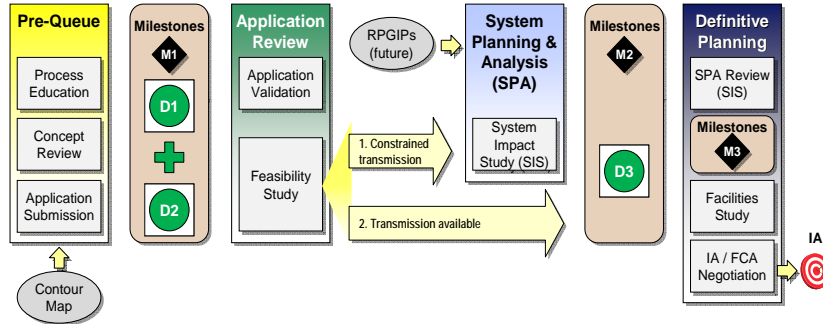 Pre-Queue
Process
Education
Concept
Review
Application
Submission
Contour
Map
Milestones
M1
D1
D2
Application
Review
Application
Validation
Feasibility
Study
RPGIPs
(future)
1. Constrained
transmission
2. Transmission available
System
Planning &
Analysis
(SPA)
System
Impact
Study (SIS)
Milestones
M2
D3
Definitive
Planning
SPA Review
(SIS)
Milestones
M3
Facilities
Study
IA / FCA
Negotiation
IA